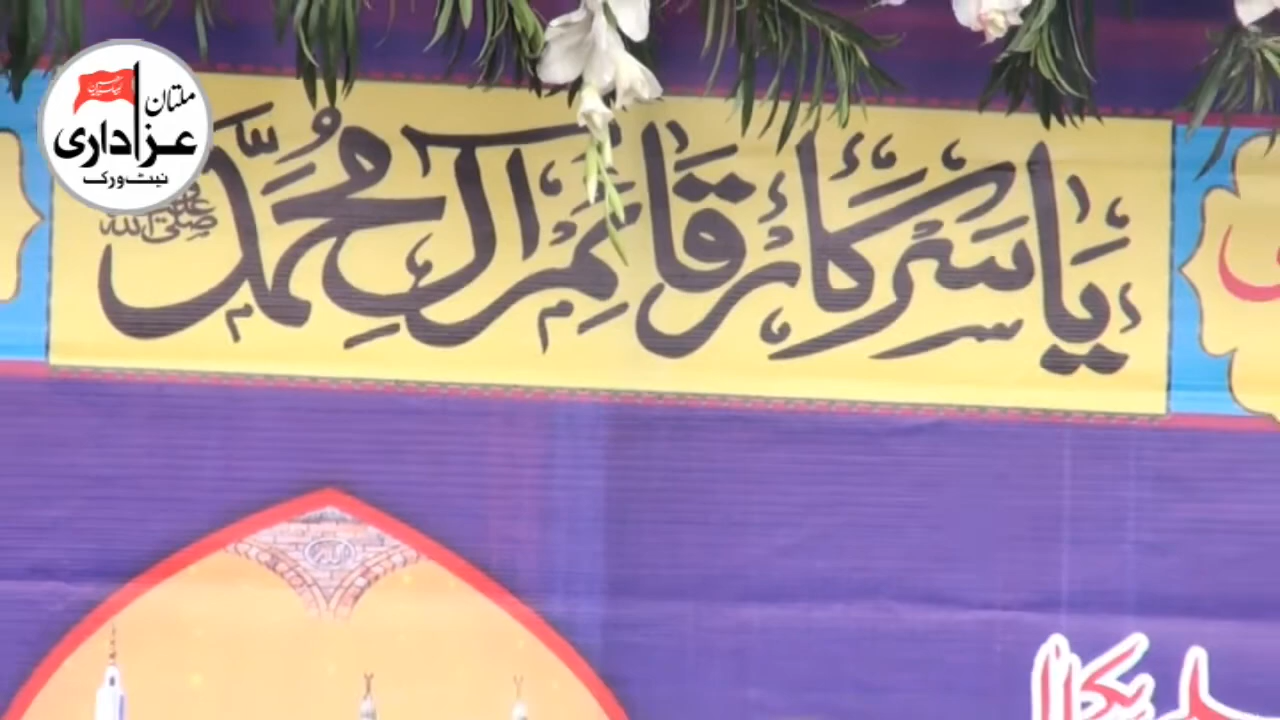 ملتان
عزاداری
نیٹ ورک
یا سرکار قائم آل محمدؐ